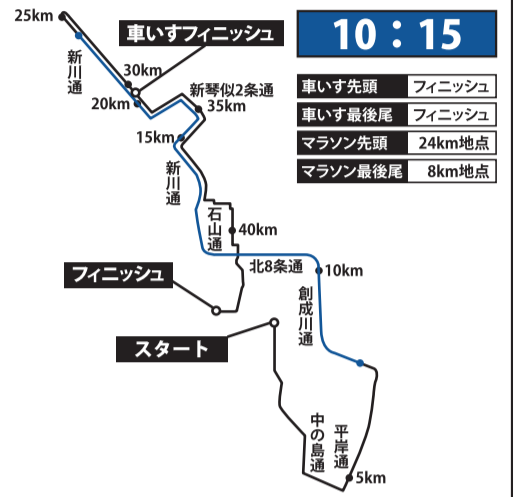 25km
車いすフィニッシュ
10：15
新川通
30km
新琴似2条通
20km
35km
15km
車いす先頭 フィニッシュ
車いす最後尾 フィニッシュ
マラソン先頭 24km地点
マラソン最後尾 8km地点
新川通
石山通
40km
北8条通
10km
フィニッシュ
創成川通
スタート
中の島通
平岸通
5km